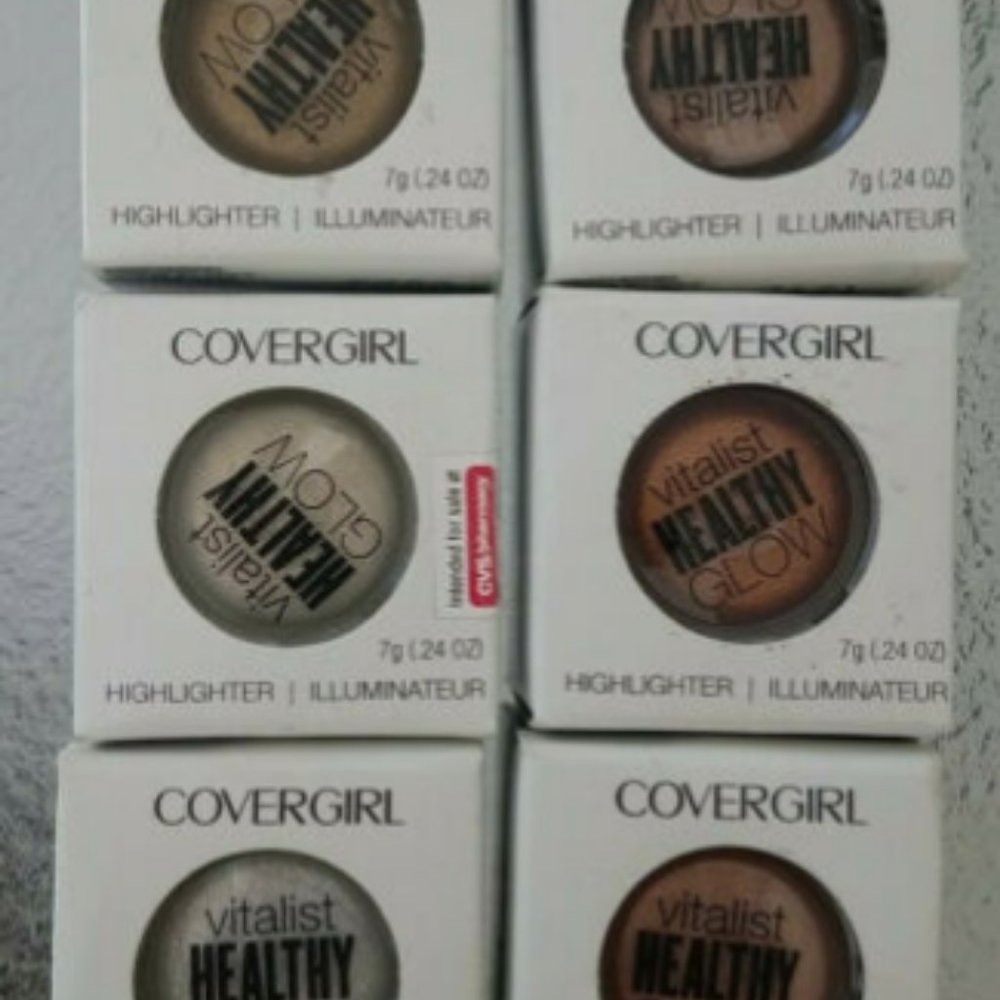 vitalist
HEALTHY
GLOW
7g (.24 OZ)
HIGHLIGHTER | ILLUMINATEUR
vitalist
HEALTHY
GLOW
7g (.24 OZ)
HIGHLIGHTER | ILLUMINATEUR
COVERGIRL
vitalist
HEALTHY
GLOW
Intended for sale at
CVS/pharmacy
7g (.24 OZ)
HIGHLIGHTER | ILLUMINATEUR
COVERGIRL
vitalist
HEALTHY
GLOW
7g (.24 OZ)
HIGHLIGHTER | ILLUMINATEUR
COVERGIRL
vitalist
HEALTHY
COVERGIRL
vitalist
HEALTHY